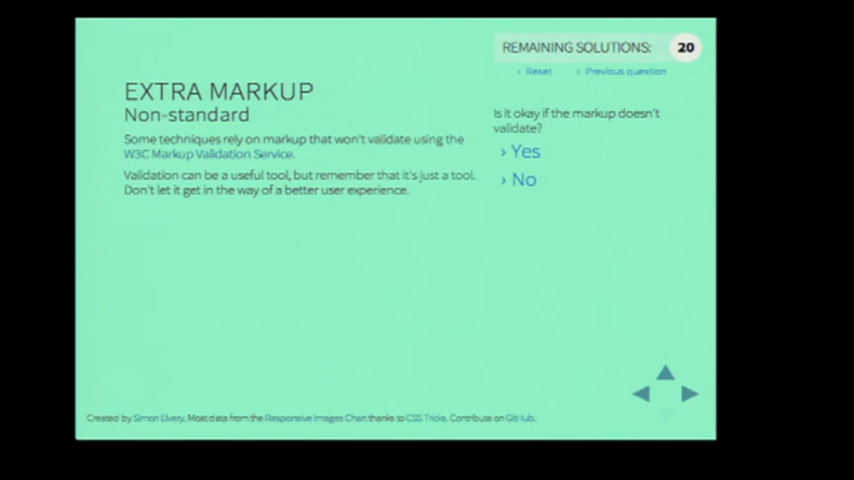 REMAINING SOLUTIONS: 20
‹ Reset ‹ Previous question
EXTRA MARKUP
Non-standard
Some techniques rely on markup that won't validate using the
W3C Markup Validation Service.
Validation can be a useful tool, but remember that it's just a tool.
Don't let it get in the way of a better user experience.
Is it okay if the markup doesn't
validate?
› Yes
› No
Created by Simon Elvery. Most data from the Responsive Images Chart thanks to CSS Tricks. Contribute on GitHub.